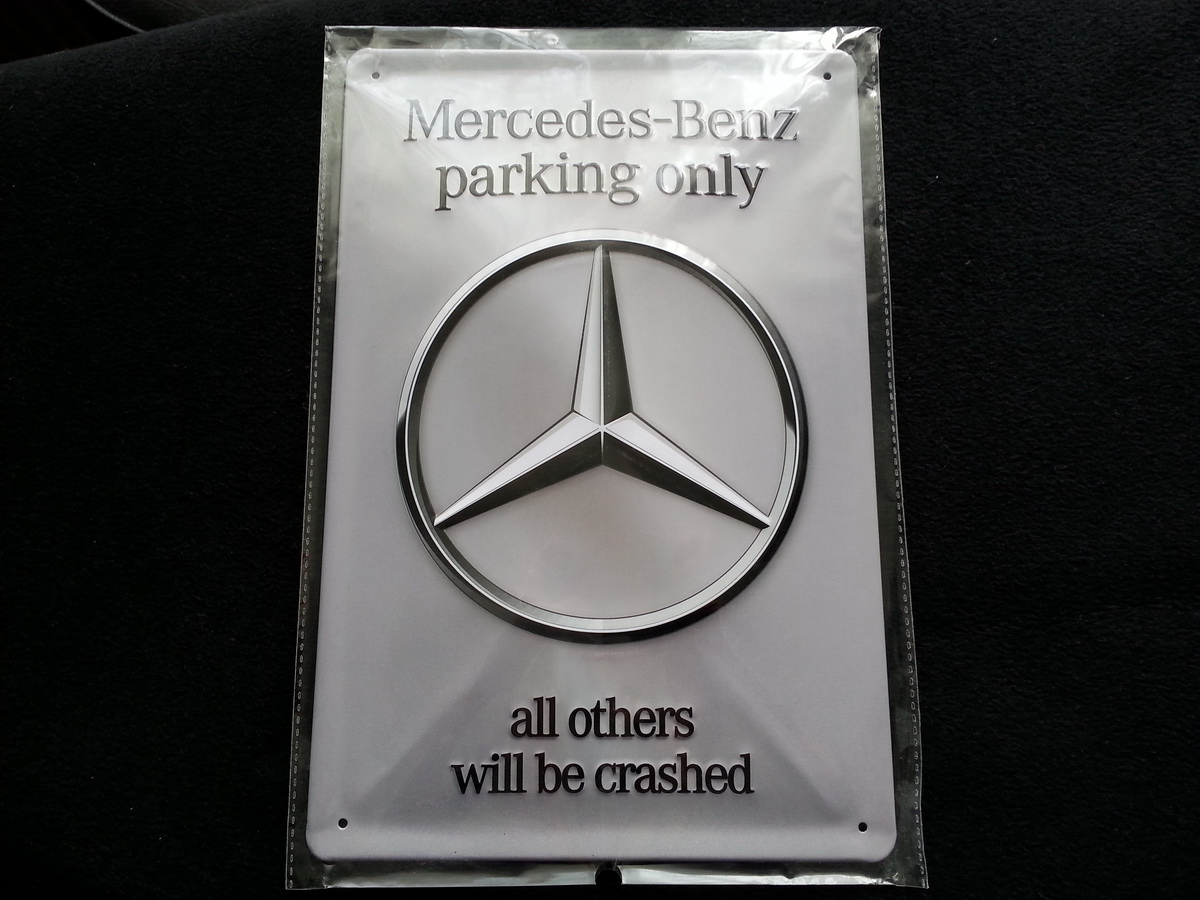 Mercedes-Benz
parking only
all others
will be crashed